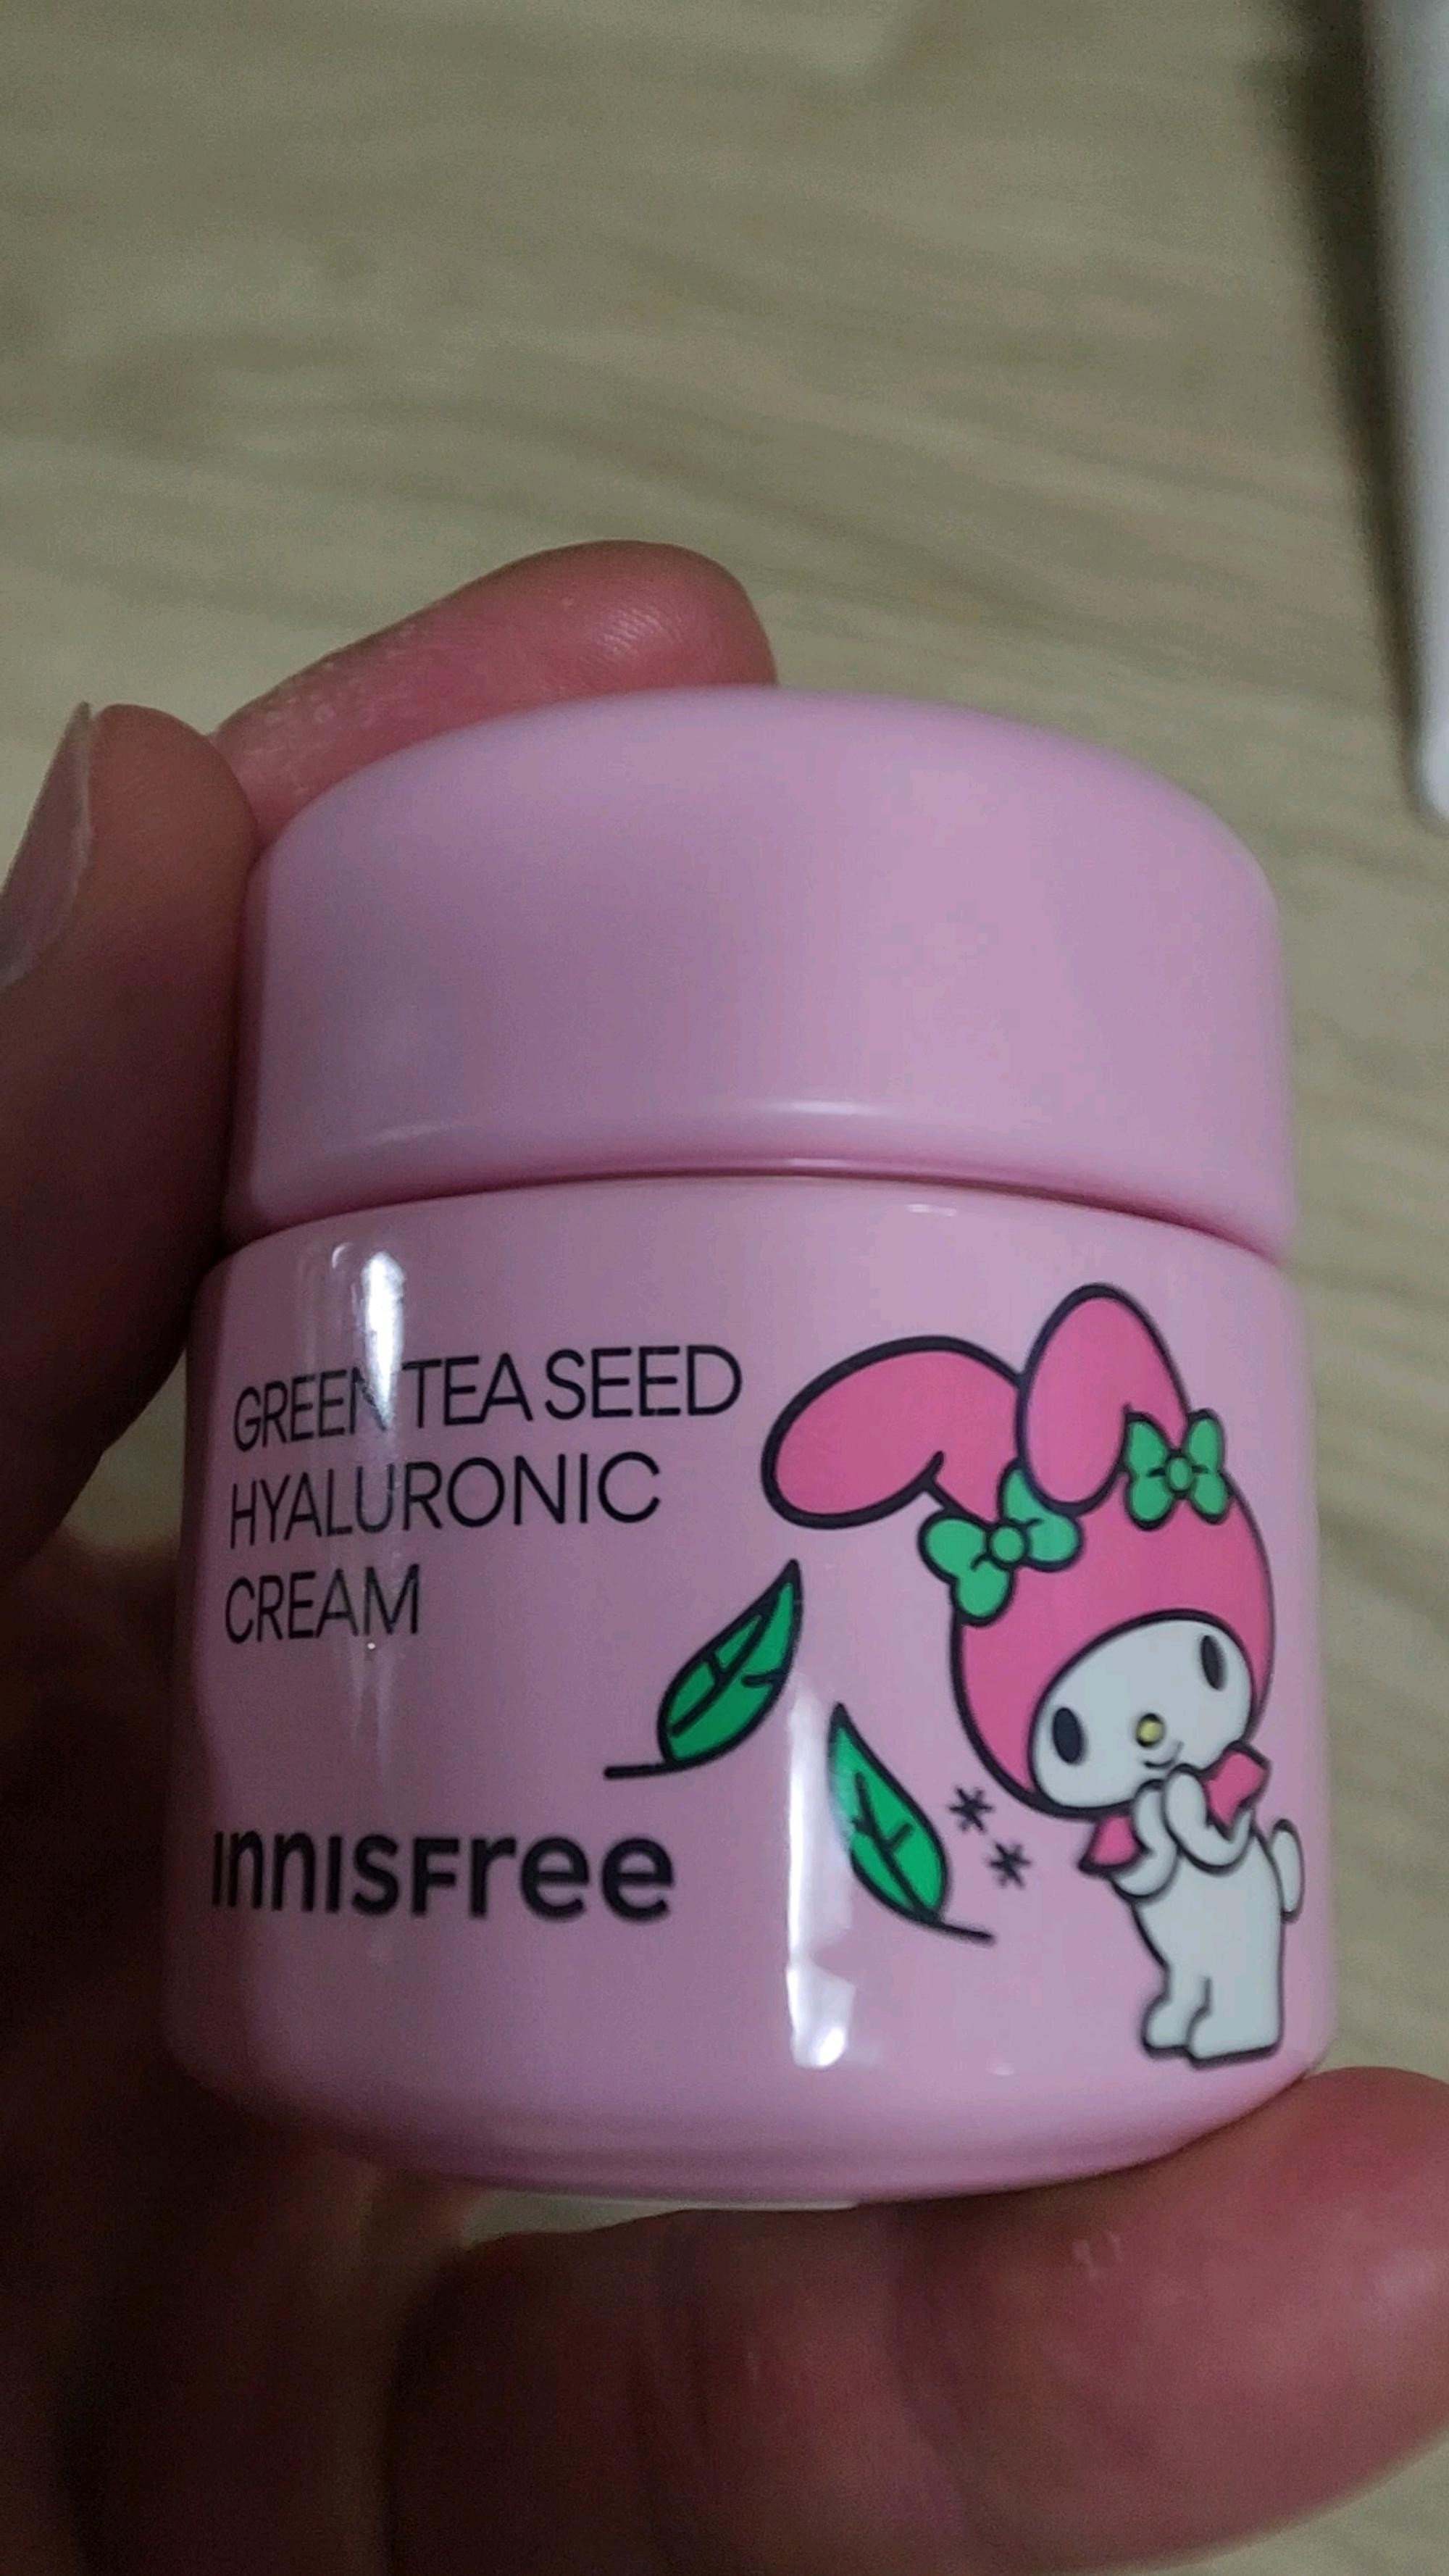 GREEN TEA SEED
HYALURONIC
CREAM
innisfree